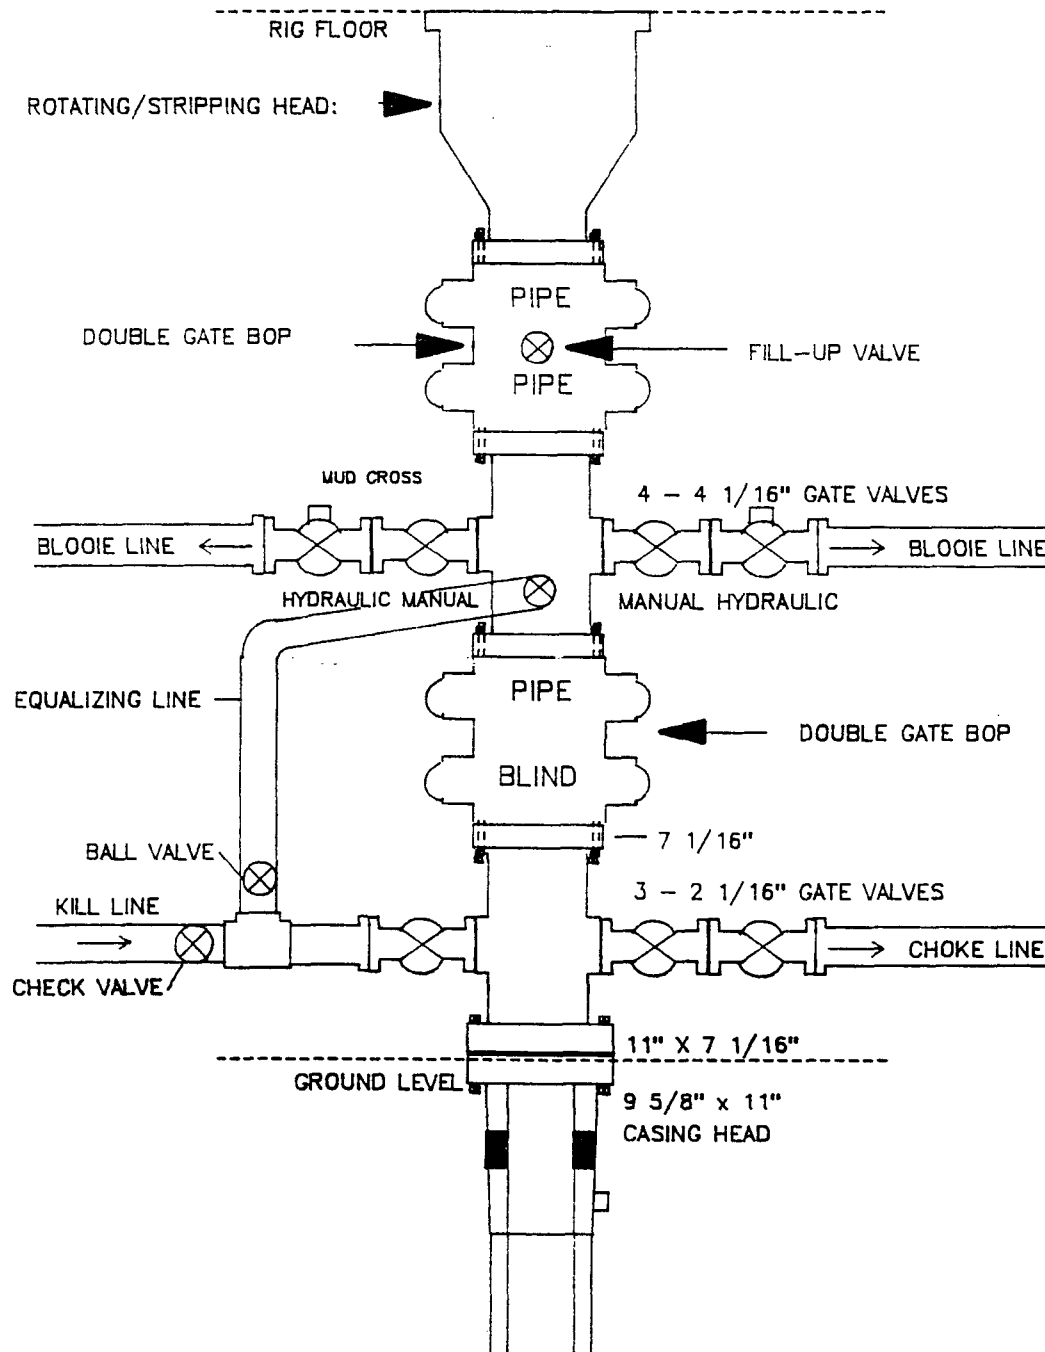 RIG FLOOR
ROTATING/STRIPPING HEAD:
PIPE
DOUBLE GATE BOP
FILL-UP VALVE
PIPE
MUD CROSS
4 - 4 1/16" GATE VALVES
BLOOIE LINE
BLOOIE LINE
HYDRAULIC MANUAL
MANUAL HYDRAULIC
PIPE
EQUALIZING LINE
DOUBLE GATE BOP
BLIND
7 1/16"
BALL VALVE
3 - 2 1/16" GATE VALVES
KILL LINE
CHOKE LINE
CHECK VALVE
11" X 7 1/16"
GROUND LEVEL
9 5/8" x 11"
CASING HEAD